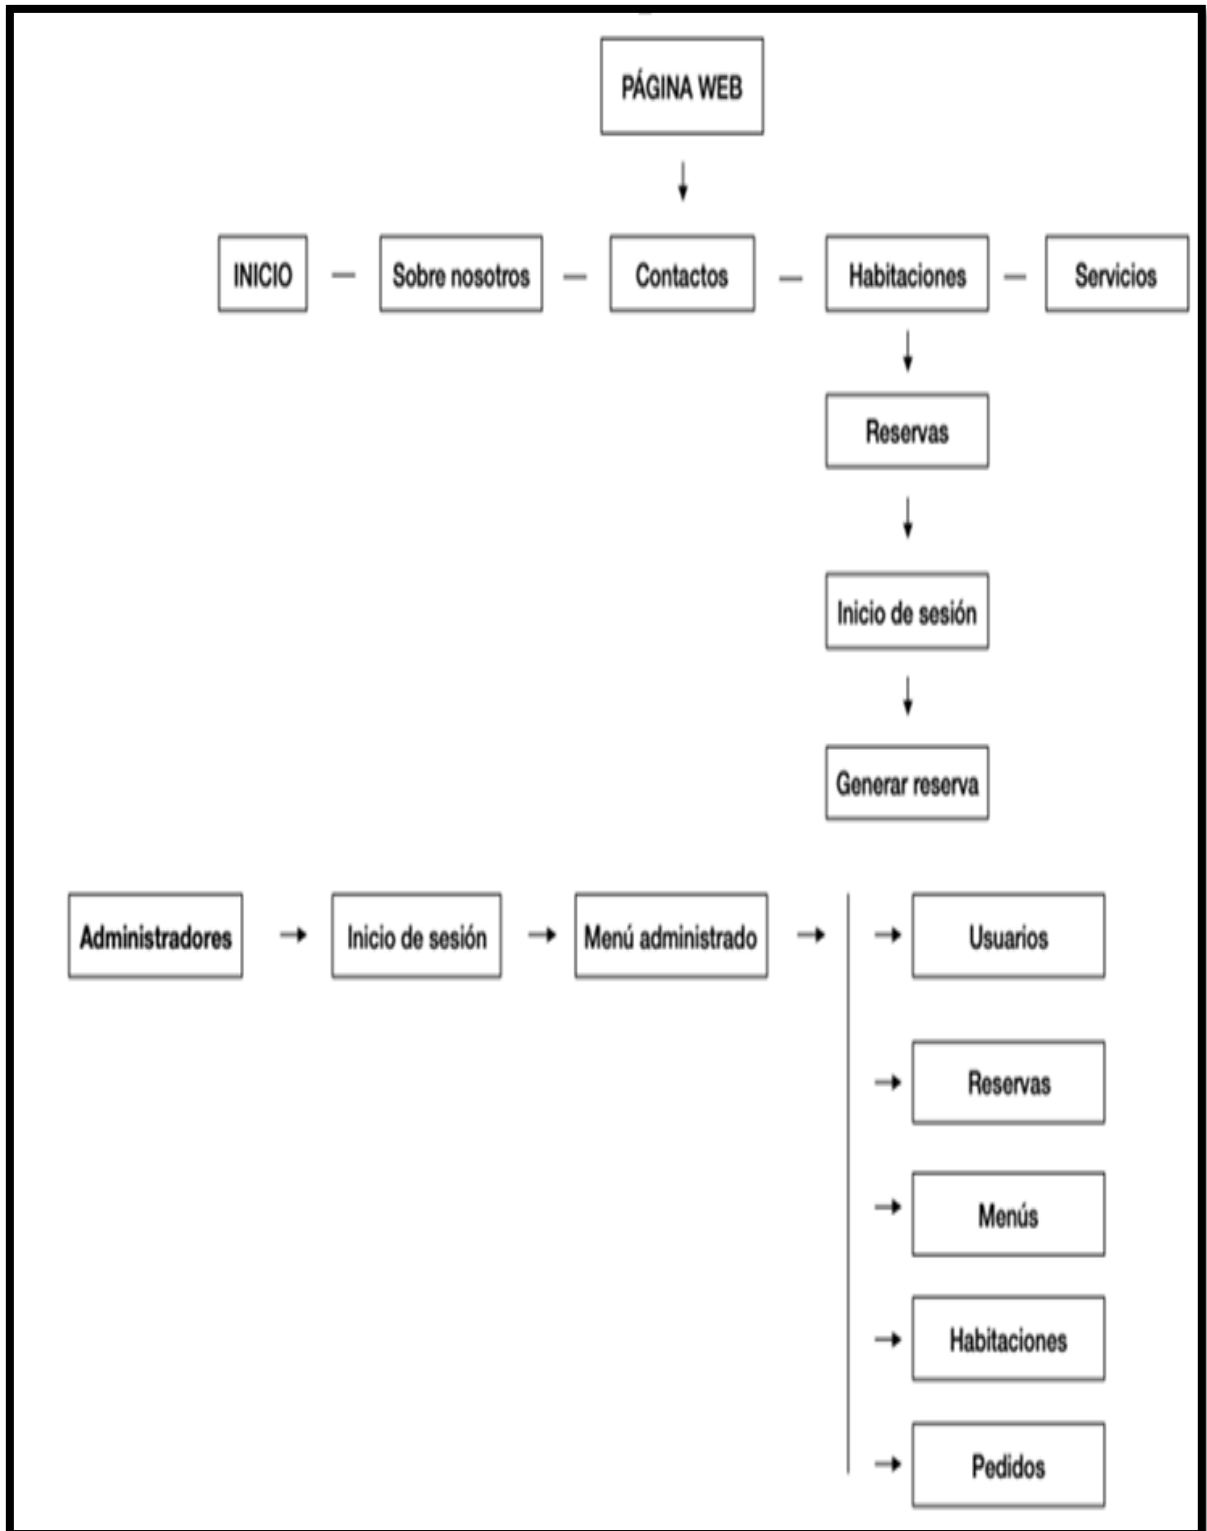 PÁGINA WEB
INICIO
Sobre nosotros
Contactos
Habitaciones
Servicios
Reservas
Inicio de sesión
Generar reserva
Administradores
Inicio de sesión
Menú administrado
Usuarios
Reservas
Menús
Habitaciones
Pedidos